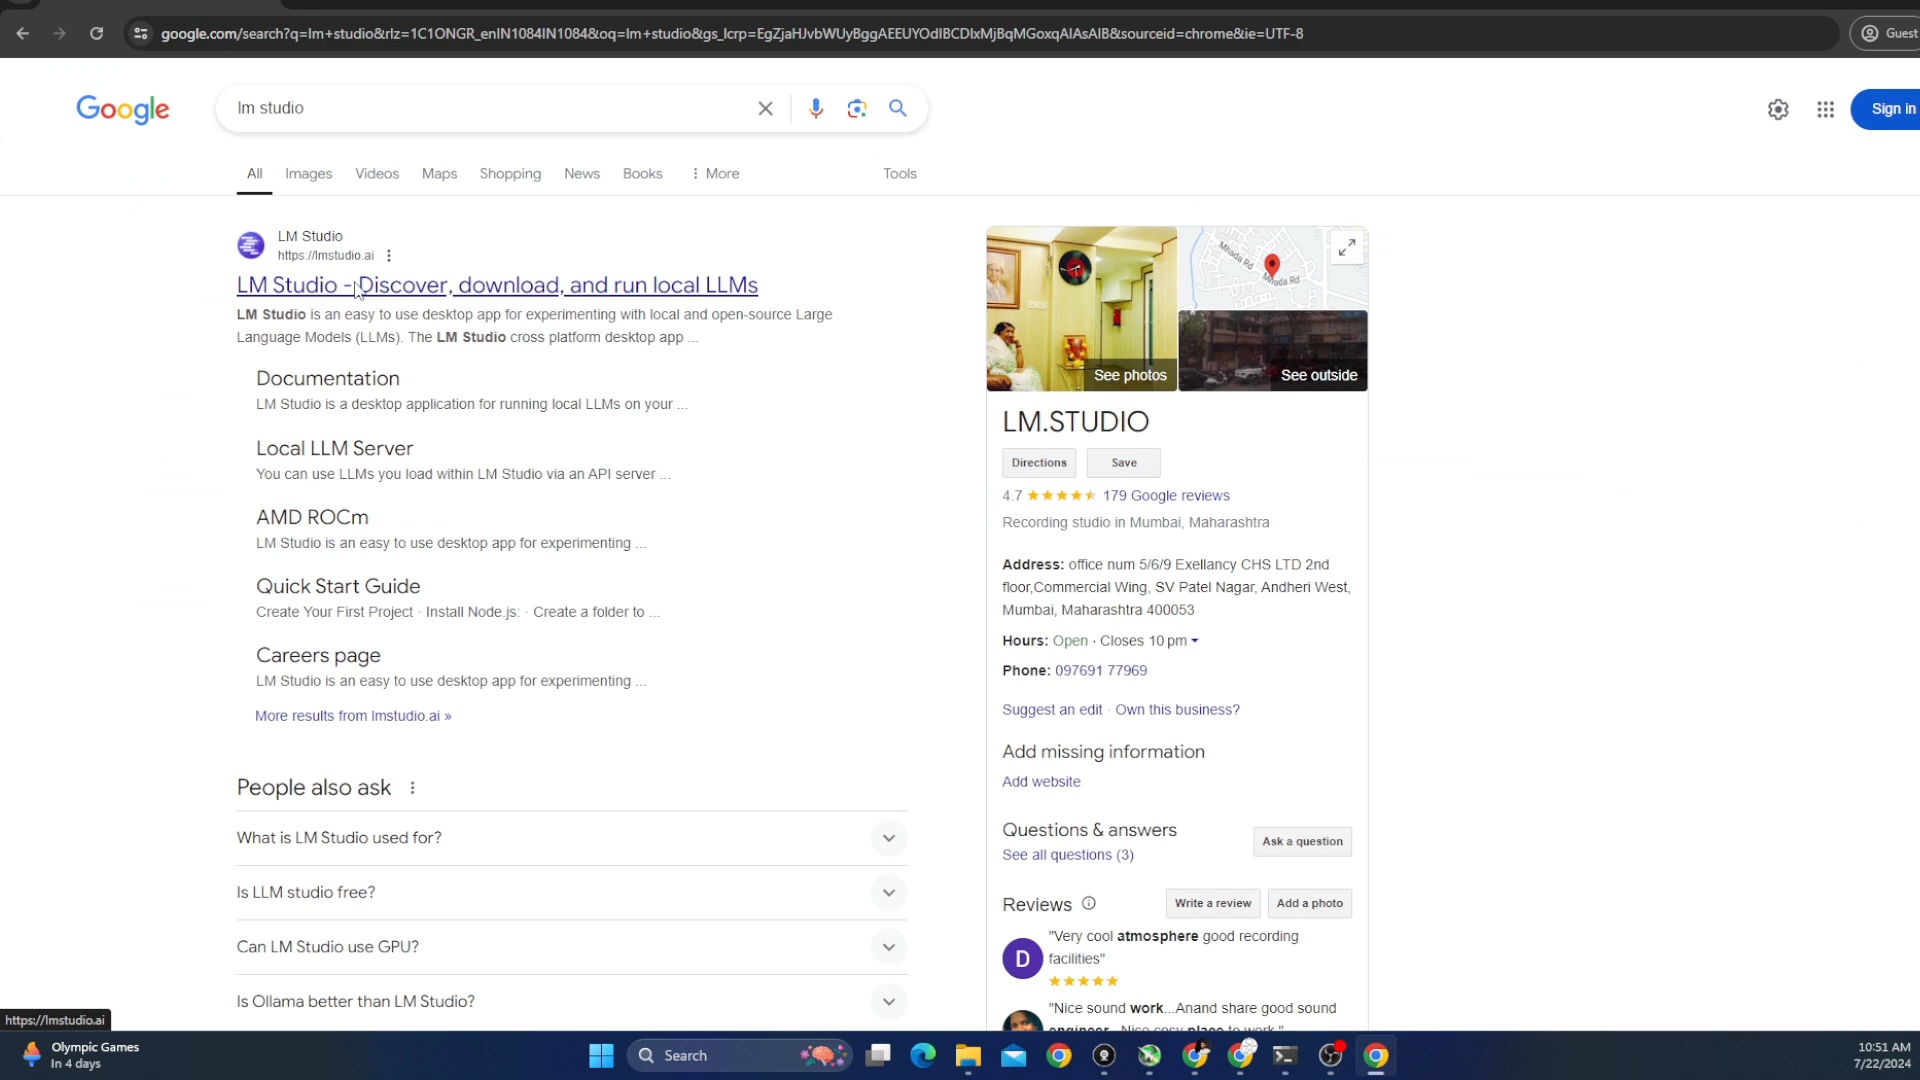 google.com/search?q=lm+studio&rlz=1C1ONGR_enIN1084IN1084&oq=lm+studio&gs_lcrp=EgZjaHJvbWUyBggAEEUYOdIBCDIxMjBqMGoxqAIAsAIB&sourceid=chrome&ie=UTF-8
Guest
Google
lm studio
Sign in
All Images Videos Maps Shopping News Books More Tools
LM Studio
https://lmstudio.ai
LM Studio - Discover, download, and run local LLMs
LM Studio is an easy to use desktop app for experimenting with local and open-source Large
Language Models (LLMs). The LM Studio cross platform desktop app ...
Documentation
LM Studio is a desktop application for running local LLMs on your ...
Local LLM Server
You can use LLMs you load within LM Studio via an API server ...
AMD ROCm
LM Studio is an easy to use desktop app for experimenting ...
Quick Start Guide
Create Your First Project · Install Node.js: · Create a folder to ...
Careers page
LM Studio is an easy to use desktop app for experimenting ...
More results from lmstudio.ai »
People also ask
What is LM Studio used for?
Is LLM studio free?
Can LM Studio use GPU?
Is Ollama better than LM Studio?
https://lmstudio.ai
Mhada Rd
Mhada Rd
See photos
See outside
LM.STUDIO
Directions Save
4.7 179 Google reviews
Recording studio in Mumbai, Maharashtra
Address: office num 5/6/9 Exellancy CHS LTD 2nd
floor,Commercial Wing, SV Patel Nagar, Andheri West,
Mumbai, Maharashtra 400053
Hours: Open · Closes 10 pm
Phone: 097691 77969
Suggest an edit · Own this business?
Add missing information
Add website
Questions & answers
See all questions (3)
Ask a question
Reviews
Write a review Add a photo
D
"Very cool atmosphere good recording
facilities"
"Nice sound work...Anand share good sound
engineer...Nice cosy place to work."
Olympic Games
In 4 days
Search
10:51 AM
7/22/2024